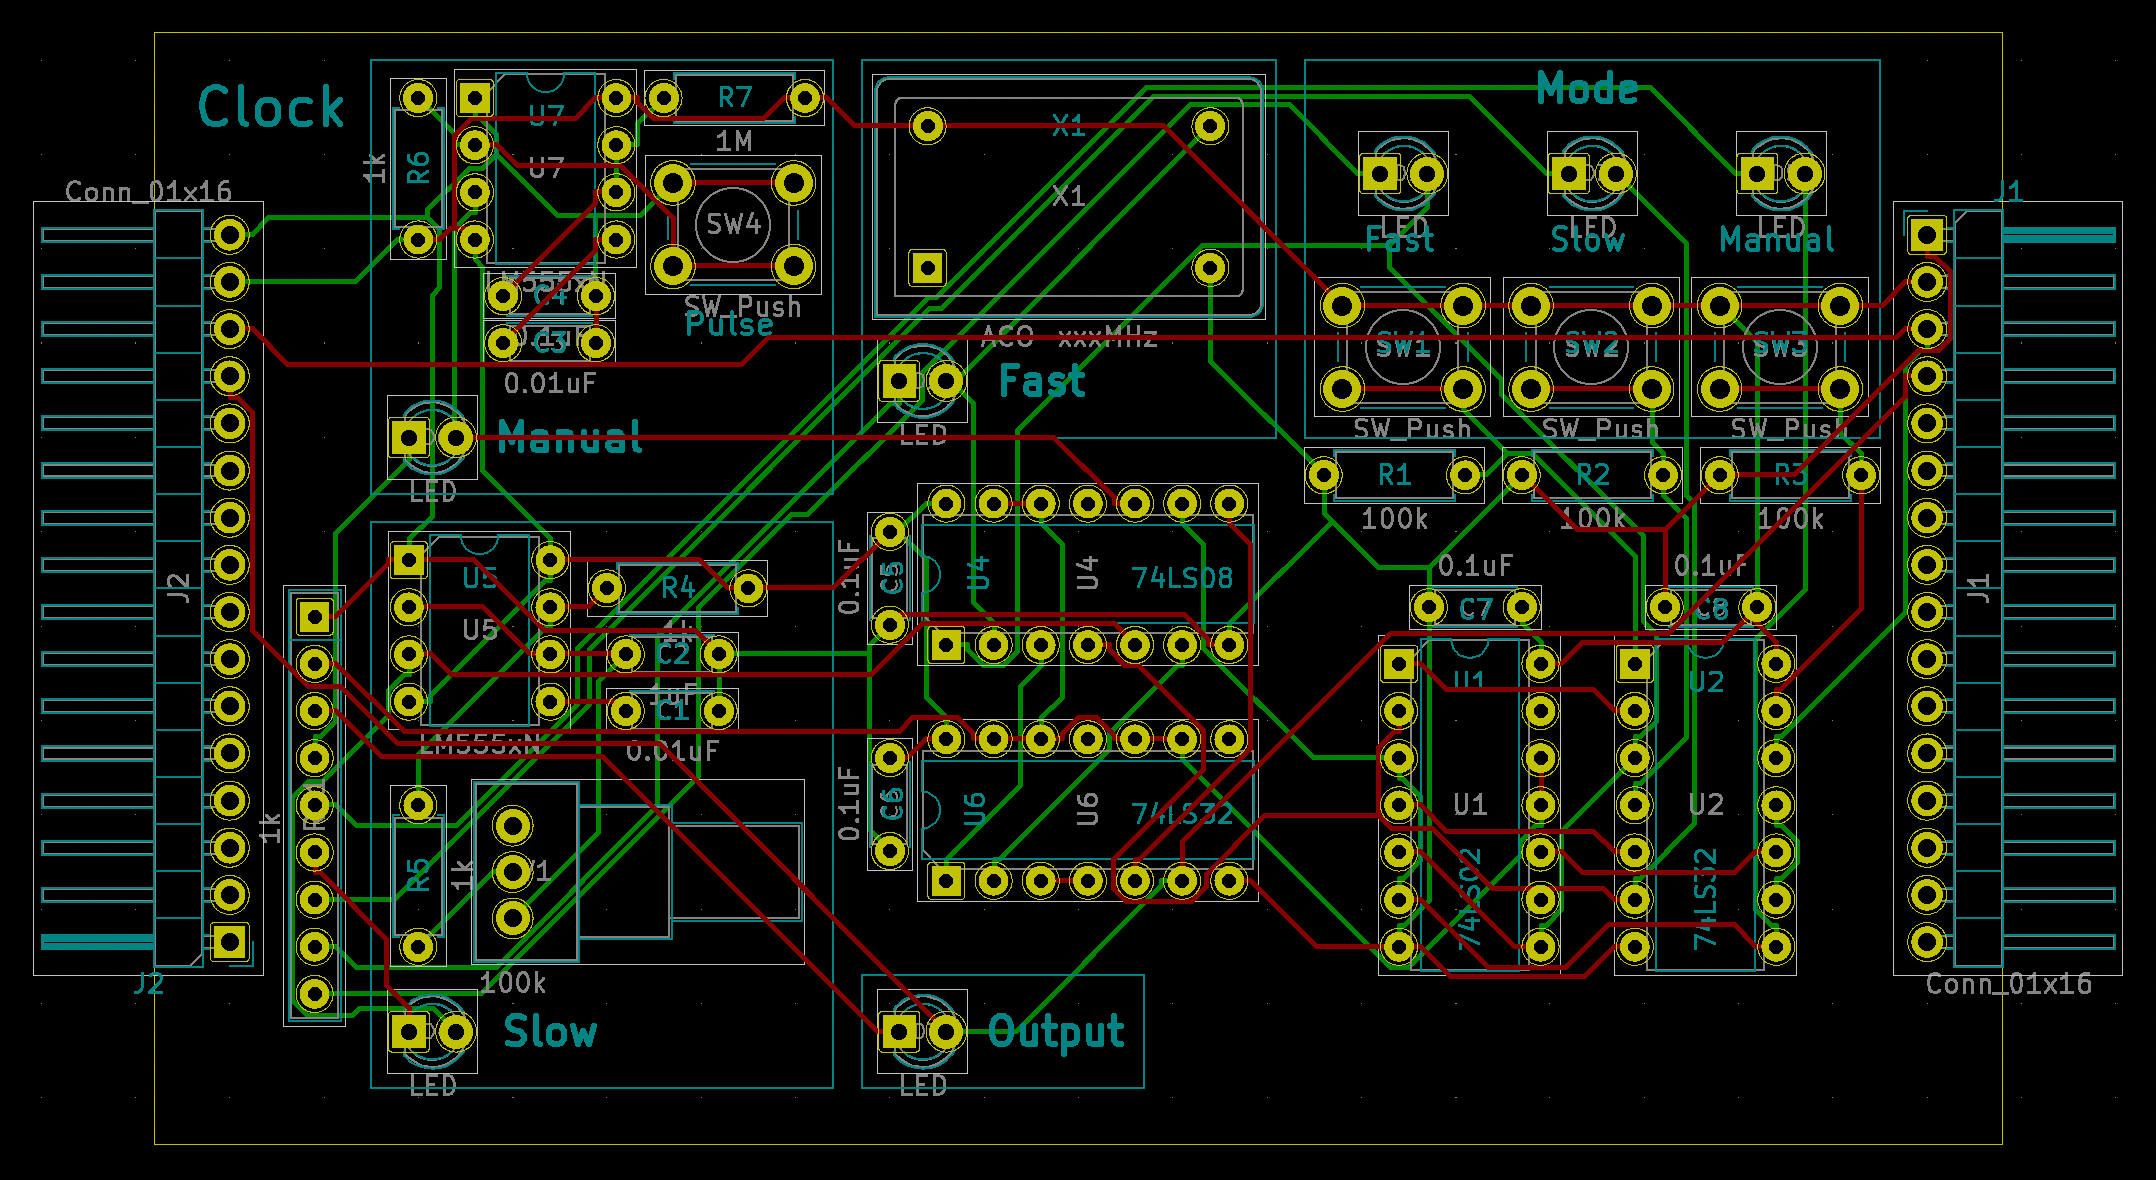 Clock
Mode
R7
1M
U7
U7
R6
1k
SW4
SW_Push
Pulse
LM555xN
C4
0.1uF
C3
0.01uF
Manual
LED
X1
X1
ACO-xxxMHz
Fast
LED
LED
LED
LED
Fast
Slow
Manual
SW1
SW2
SW3
SW_Push
SW_Push
SW_Push
R1
R2
R3
100k
100k
100k
Conn_01x16
J2
J2
J1
J1
Conn_01x16
U5
U5
LM555xN
R4
1k
C2
1uF
C1
0.01uF
R5
1k
1k
100k
Slow
LED
0.1uF
C5
U4
U4
74LS08
0.1uF
C6
U6
U6
74LS32
0.1uF
C7
0.1uF
C8
U1
U1
74LS02
U2
U2
74LS32
Output
LED